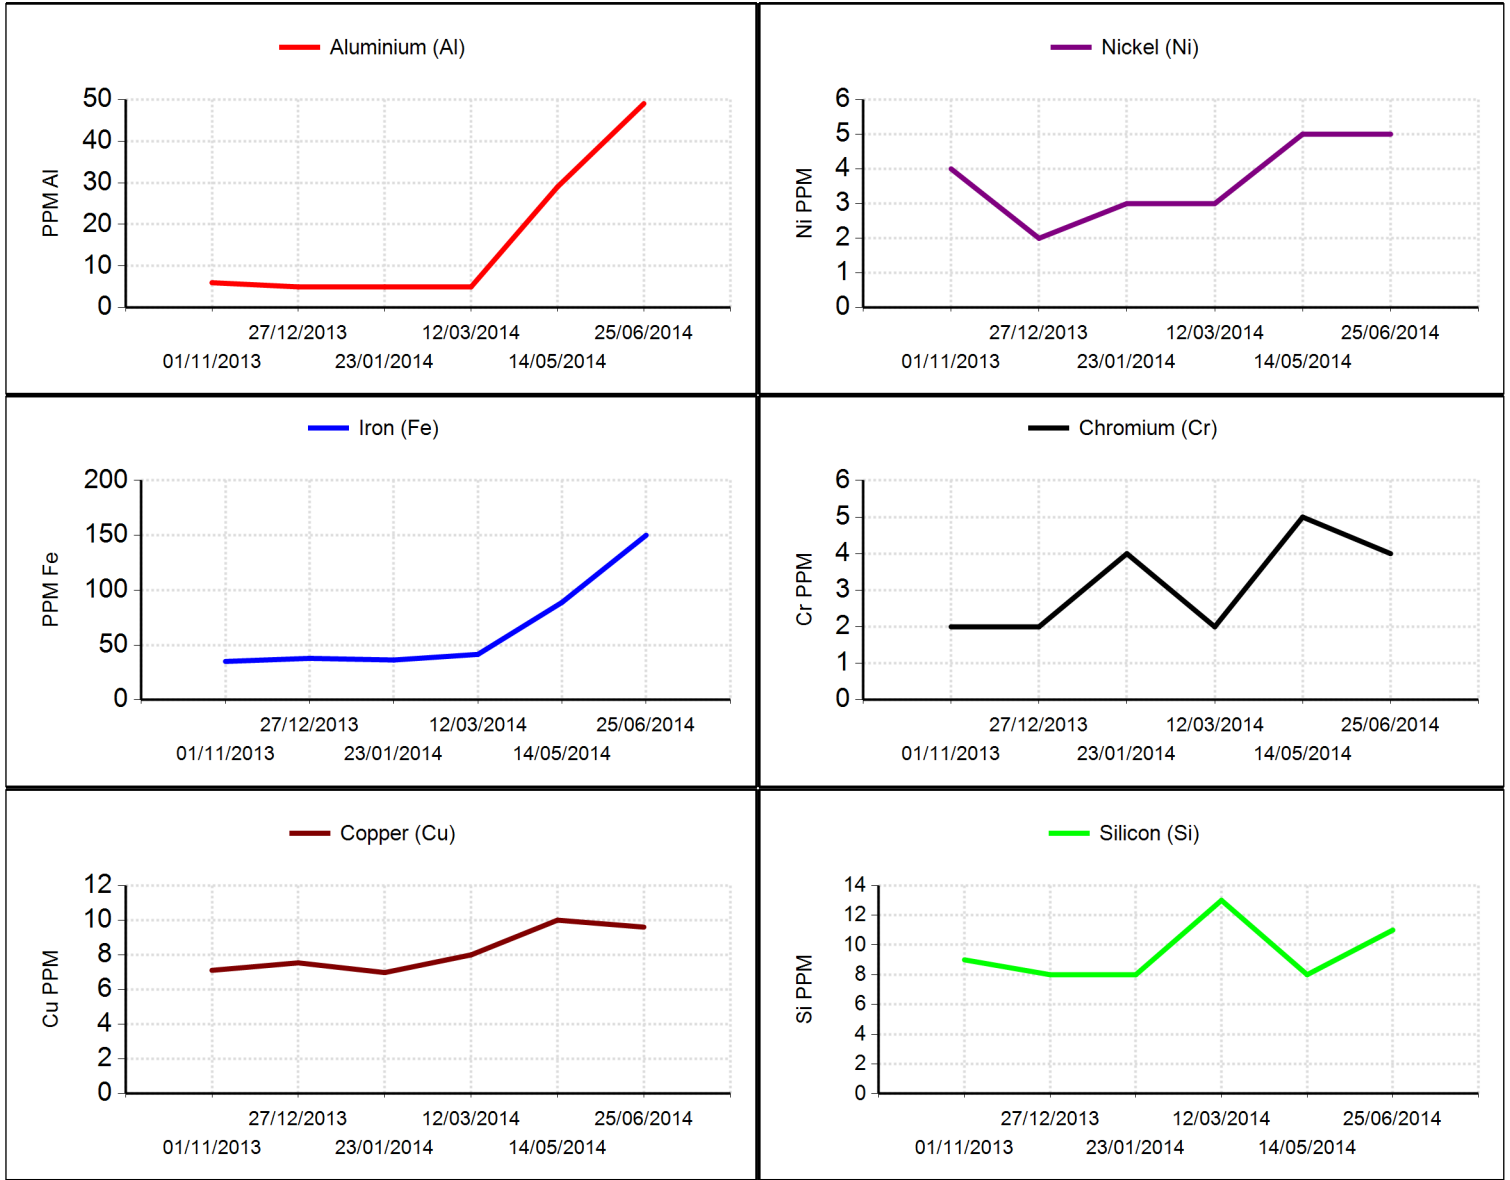 Aluminium (Al)
PPM Al
50
40
30
20
10
0
27/12/2013 12/03/2014 25/06/2014
01/11/2013 23/01/2014 14/05/2014
Nickel (Ni)
Ni PPM
6
5
4
3
2
1
0
27/12/2013 12/03/2014 25/06/2014
01/11/2013 23/01/2014 14/05/2014
Iron (Fe)
PPM Fe
200
150
100
50
0
27/12/2013 12/03/2014 25/06/2014
01/11/2013 23/01/2014 14/05/2014
Chromium (Cr)
Cr PPM
6
5
4
3
2
1
0
27/12/2013 12/03/2014 25/06/2014
01/11/2013 23/01/2014 14/05/2014
Copper (Cu)
Cu PPM
12
10
8
6
4
2
0
27/12/2013 12/03/2014 25/06/2014
01/11/2013 23/01/2014 14/05/2014
Silicon (Si)
Si PPM
14
12
10
8
6
4
2
0
27/12/2013 12/03/2014 25/06/2014
01/11/2013 23/01/2014 14/05/2014